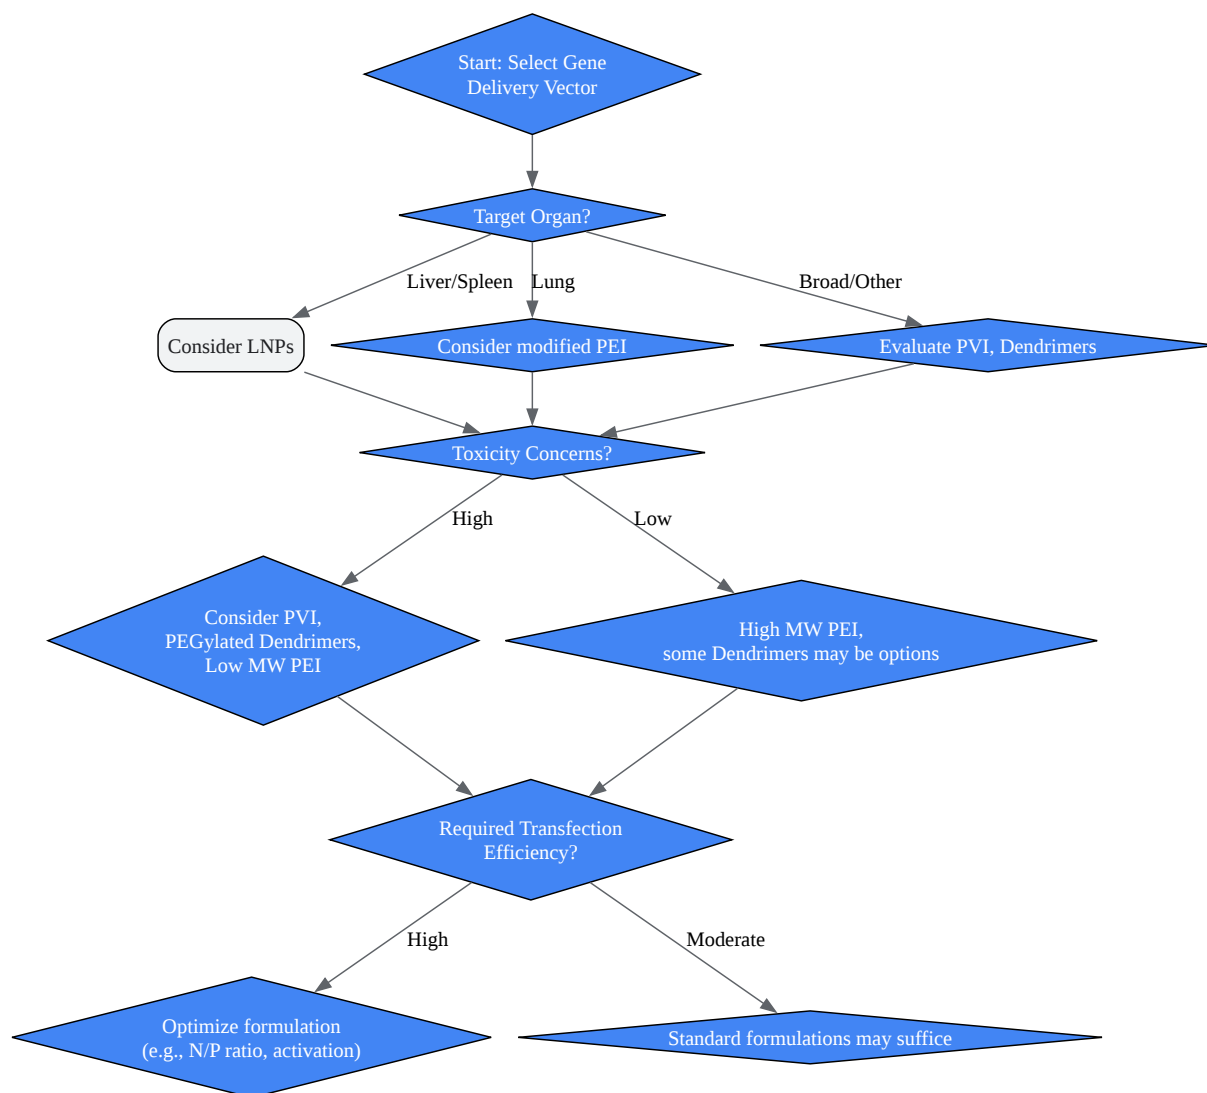 Start: Select Gene
Delivery Vector
Target Organ?
Liver/Spleen
Lung
Broad/Other
Consider LNPs
Consider modified PEI
Evaluate PVI, Dendrimers
Toxicity Concerns?
High
Low
Consider PVI,
PEGylated Dendrimers,
Low MW PEI
High MW PEI,
some Dendrimers may be options
Required Transfection
Efficiency?
High
Moderate
Optimize formulation
(e.g., N/P ratio, activation)
Standard formulations may suffice